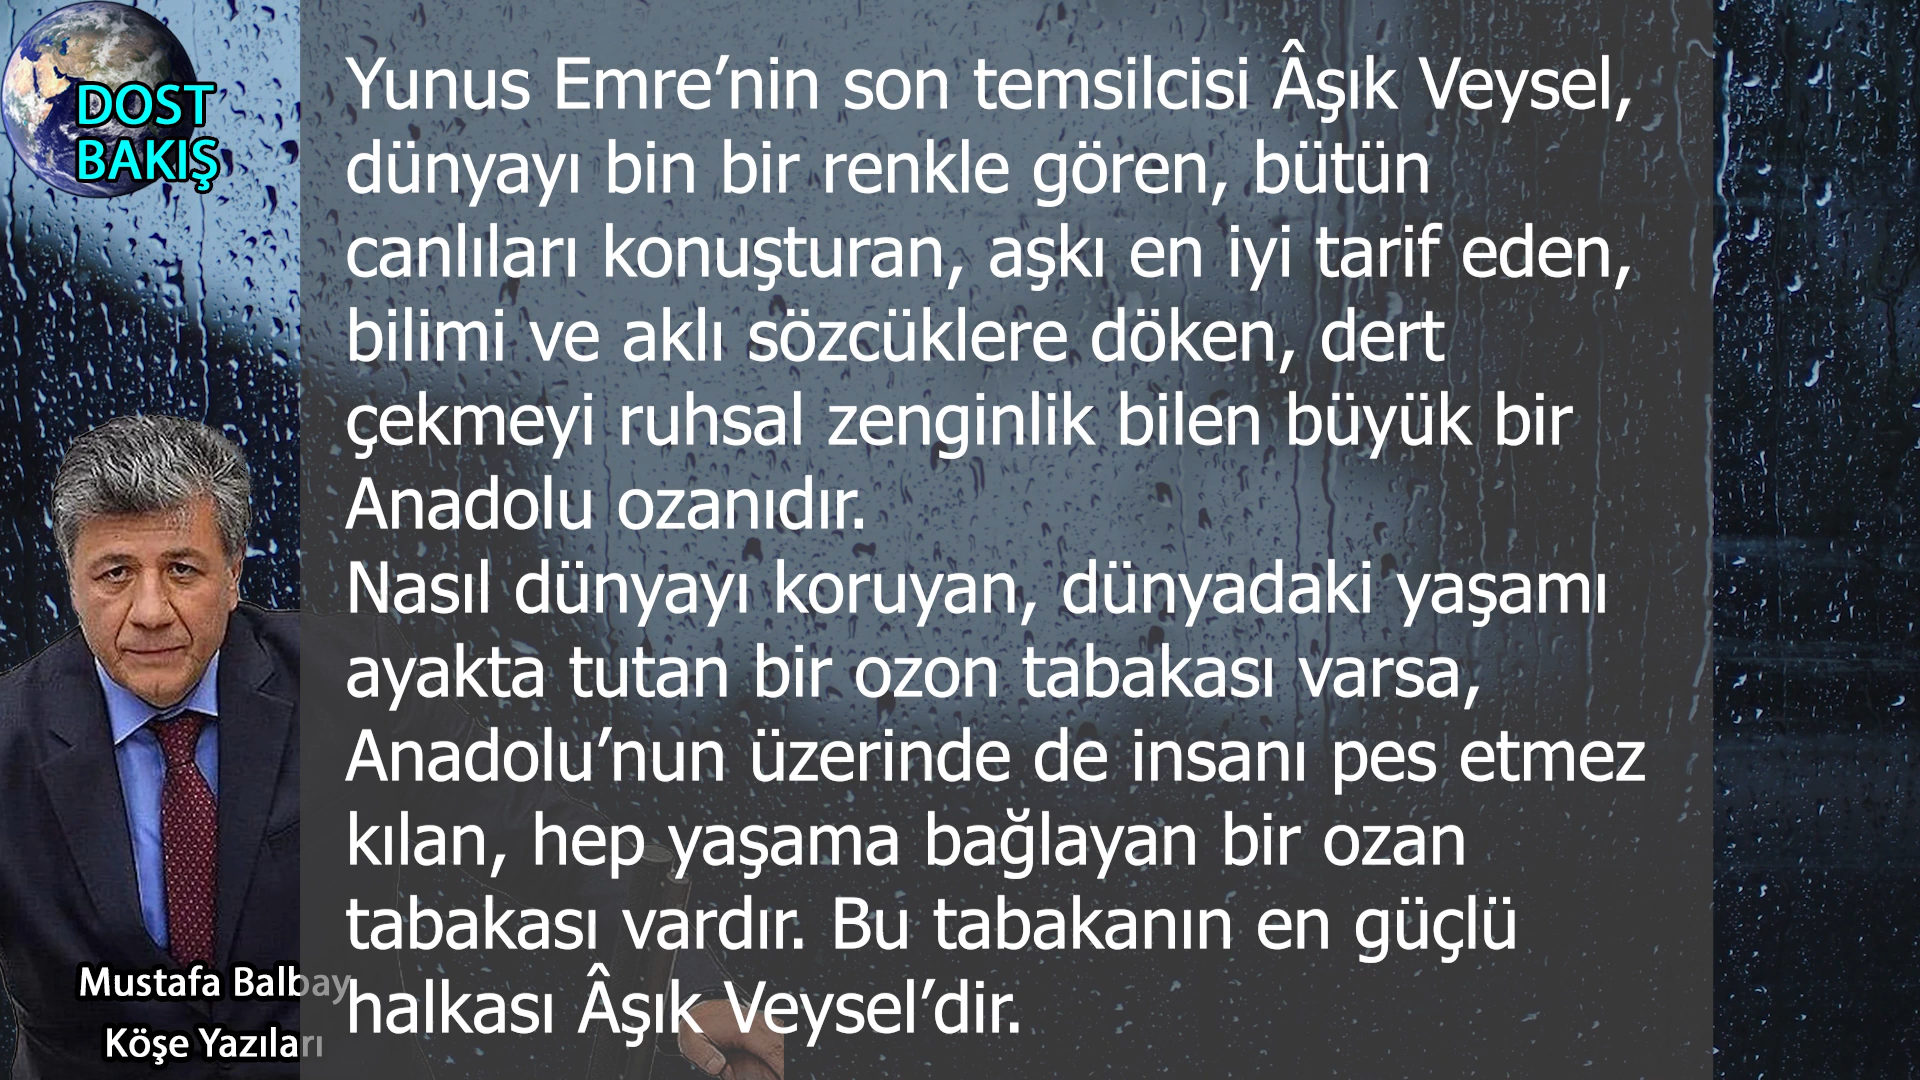 DOST
BAKIŞ
Yunus Emre’nin son temsilcisi Âşık Veysel,
dünyayı bin bir renkle gören, bütün
canlıları konuşturan, aşkı en iyi tarif eden,
bilimi ve aklı sözcüklere döken, dert
çekmeyi ruhsal zenginlik bilen büyük bir
Anadolu ozanıdır.
Nasıl dünyayı koruyan, dünyadaki yaşamı
ayakta tutan bir ozon tabakası varsa,
Anadolu’nun üzerinde de insanı pes etmez
kılan, hep yaşama bağlayan bir ozan
tabakası vardır. Bu tabakanın en güçlü
halkası Âşık Veysel’dir.
Mustafa Balbay
Köşe Yazıları